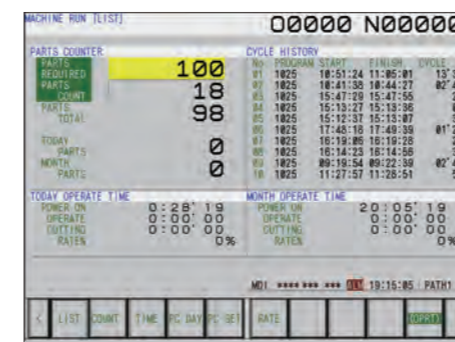 MACHINE RUN [LIST]
O0000 N0000
PARTS COUNTER
PARTS REQUIRED 100
PARTS COUNT 18
PARTS TOTAL 98
TODAY PARTS 0
MONTH PARTS 0
CYCLE HISTORY
No PROGRAM START FINISH CYCLE
01 1025 10:51:24 11:05:01 13'
02 1025 10:41:38 10:44:27 02'
03 1025 15:47:29 15:47:55
04 1025 15:13:27 15:13:36
05 1025 15:12:37 15:13:07
06 1025 17:48:16 17:49:39 01'
07 1025 16:19:06 16:19:28
08 1025 16:14:23 16:14:56
09 1025 09:19:54 09:22:39 02'
10 1025 11:27:57 11:28:51
TODAY OPERATE TIME
POWER ON 0:28'19
OPERATE 0:00'00
CUTTING 0:00'00
RATE% 0%
MONTH OPERATE TIME
POWER ON 20:05'19
OPERATE 0:00'00
CUTTING 0:00'00
RATE% 0%
MDI **** *** *** ALM 19:15:05 PATH1
< LIST COUNT TIME PC DAY PC SET RATE (OPRT)